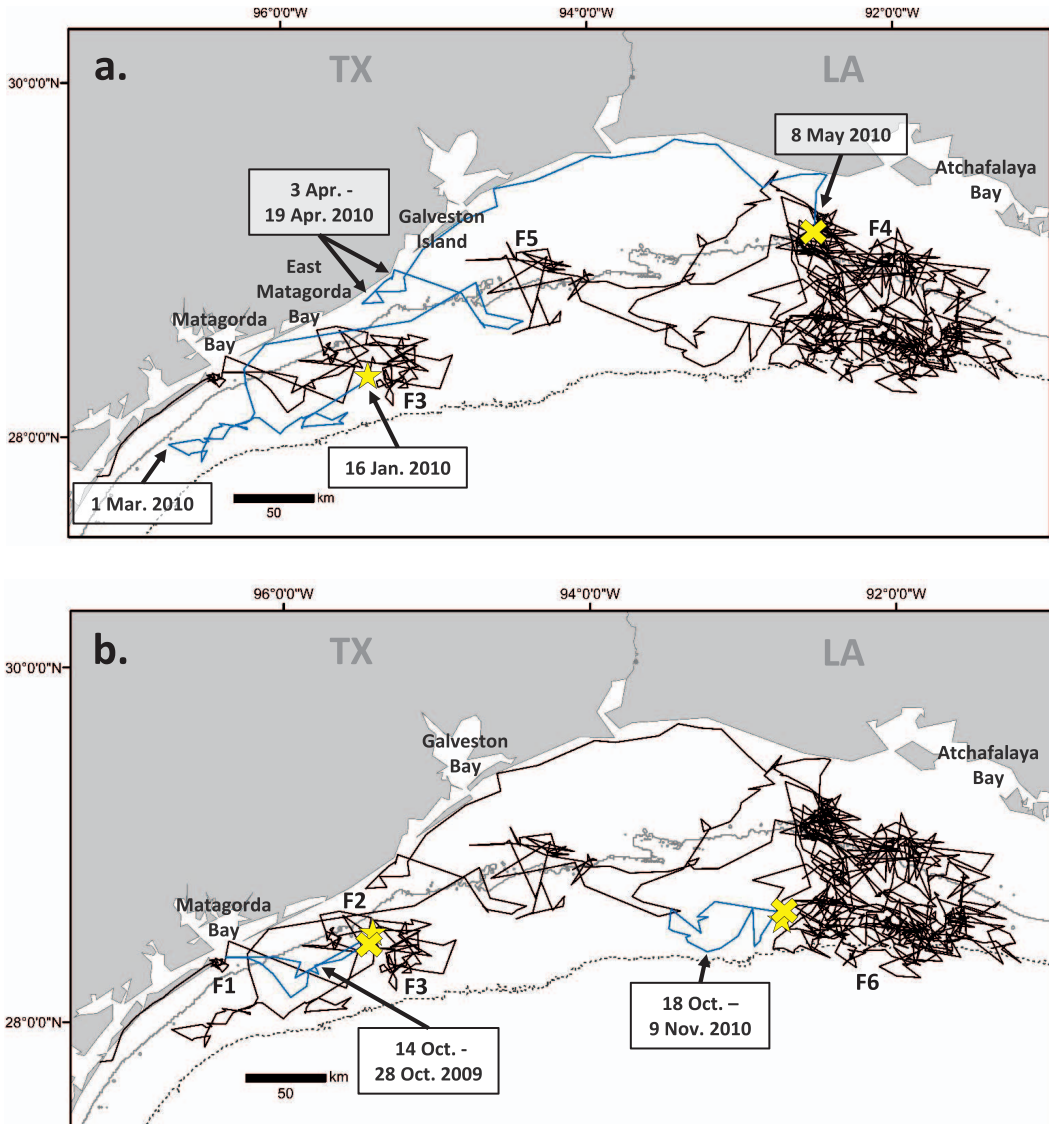 96°0'0"W
94°0'0"W
92°0'0"W
a.
TX
LA
30°0'0"N
8 May 2010
Atchafalaya
Bay
3 Apr. -
19 Apr. 2010
Galveston
Island
F5
F4
East
Matagorda
Bay
Matagorda
Bay
F3
28°0'0"N
16 Jan. 2010
1 Mar. 2010
km
50
96°0'0"W
94°0'0"W
92°0'0"W
b.
TX
LA
30°0'0"N
Galveston
Bay
Atchafalaya
Bay
Matagorda
Bay
F2
F1
F3
F6
28°0'0"N
18 Oct. –
9 Nov. 2010
14 Oct. -
28 Oct. 2009
km
50